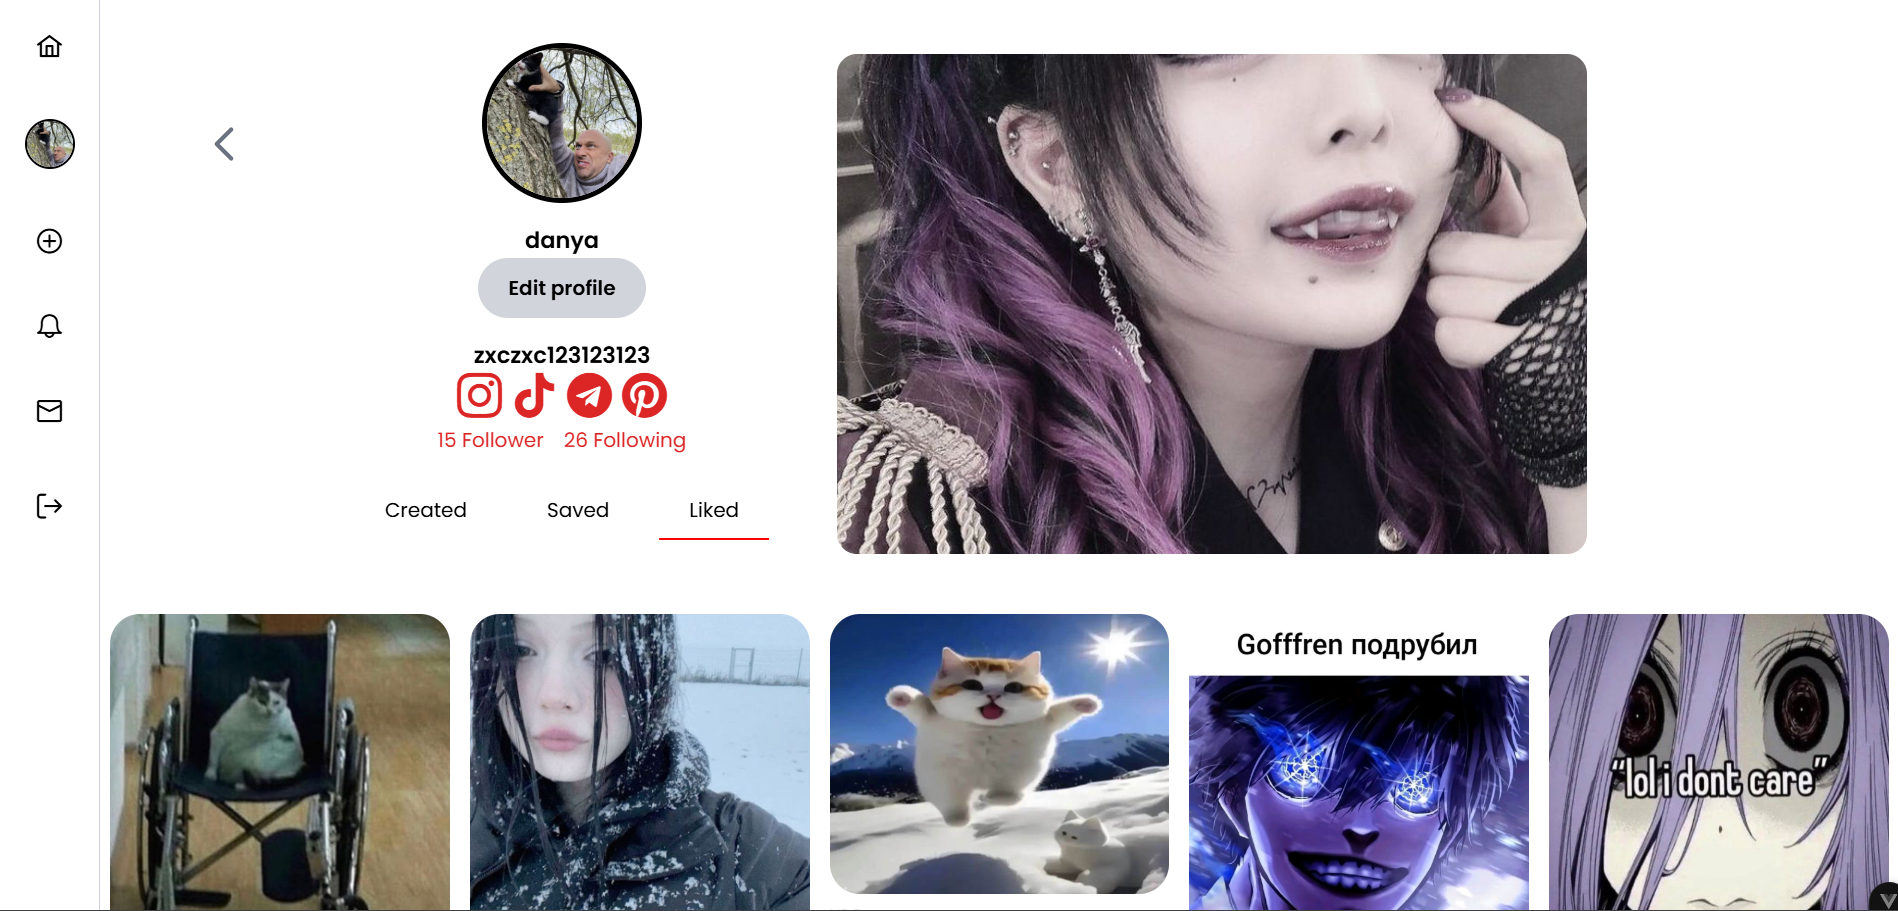 danya
Edit profile
zxczxc123123123
15 Follower 26 Following
Created Saved Liked
Gofffren подрубил
“lol i dont care”